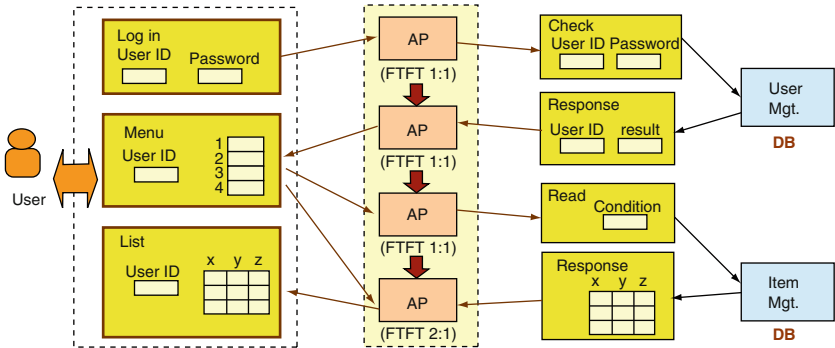 Log in
User ID
Password
Menu
User ID
1
2
3
4
User
List
User ID
x y z
AP
(FTFT 1:1)
AP
(FTFT 1:1)
AP
(FTFT 1:1)
AP
(FTFT 2:1)
Check
User ID Password
Response
User ID result
Read
Condition
Response
x y z
User
Mgt.
DB
Item
Mgt.
DB